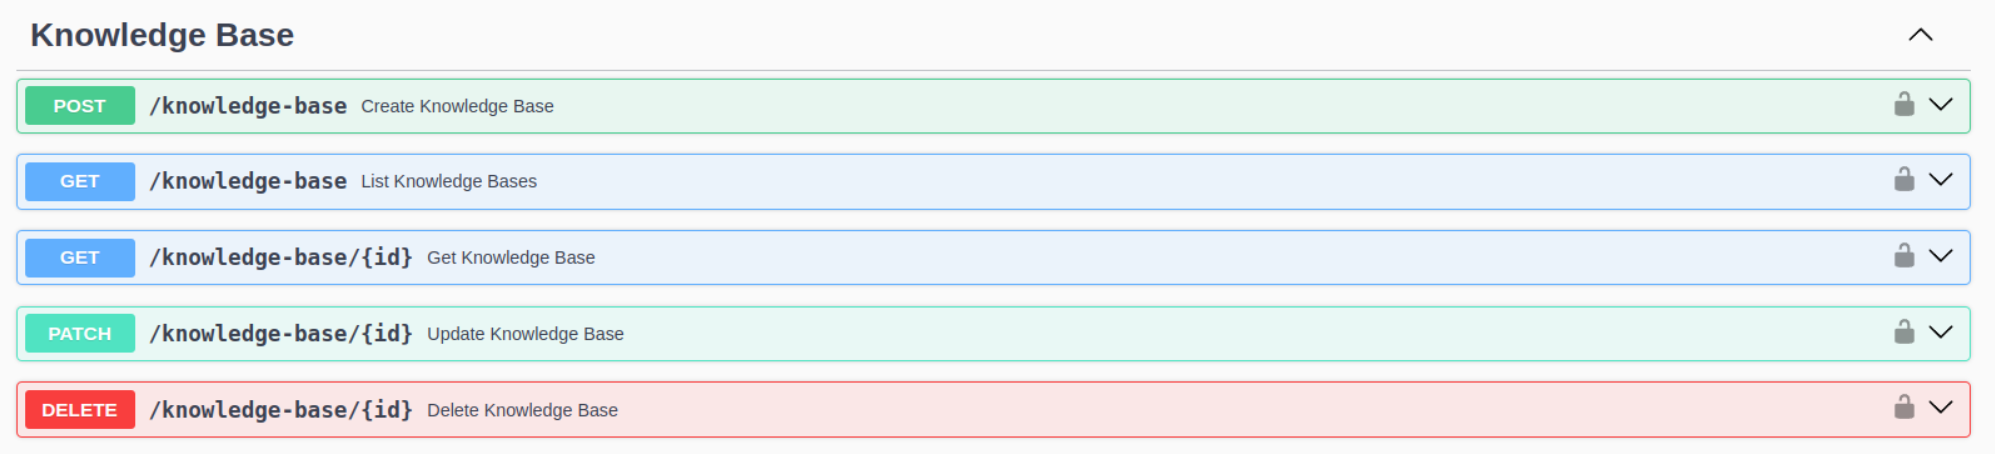 Knowledge Base
POST /knowledge-base Create Knowledge Base
GET /knowledge-base List Knowledge Bases
GET /knowledge-base/{id} Get Knowledge Base
PATCH /knowledge-base/{id} Update Knowledge Base
DELETE /knowledge-base/{id} Delete Knowledge Base